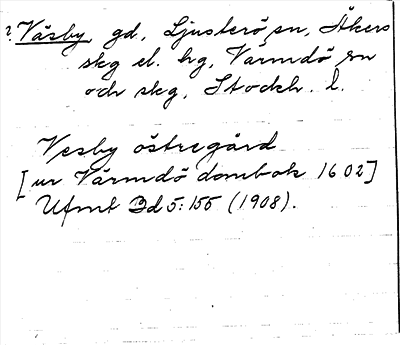 ?. Väsby gd, Ljusterö sn, Åkers
skg el. hg, Värmdö sn
och skg, Stockh. l.
Vesby östregård
[ur Värmdö dombok 1602]
Ufmt Bd 5:155 (1908).